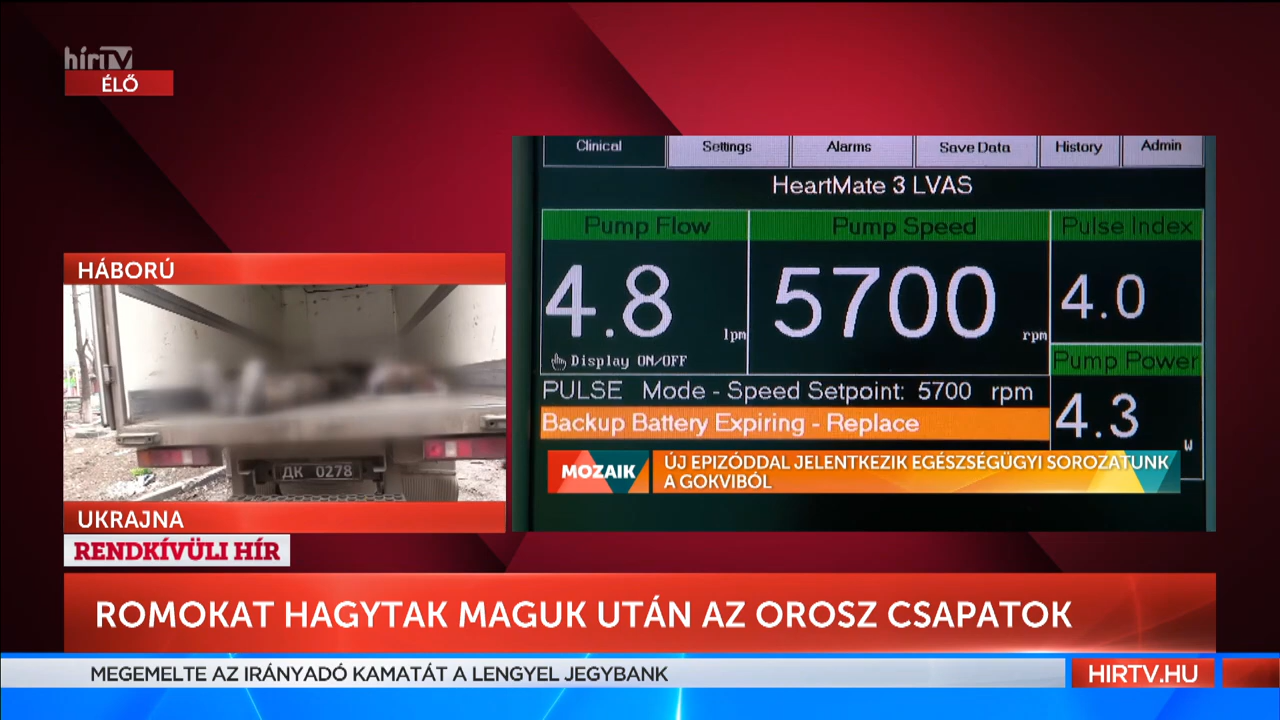 hírTV
ÉLŐ
Clinical Settings Alarms Save Data History Admin
HeartMate 3 LVAS
Pump Flow Pump Speed Pulse Index
4.8 lpm 5700 rpm 4.0
Display ON/OFF
Pump Power
PULSE Mode - Speed Setpoint: 5700 rpm
4.3 W
Backup Battery Expiring - Replace
MOZAIK
ÚJ EPIZÓDDAL JELENTKEZIK EGÉSZSÉGÜGYI SOROZATUNK
A GOKVIBÓL
HÁBORÚ
ДК 0278
UKRAJNA
RENDKÍVÜLI HÍR
ROMOKAT HAGYTAK MAGUK UTÁN AZ OROSZ CSAPATOK
MEGEMELTE AZ IRÁNYADÓ KAMATÁT A LENGYEL JEGYBANK
HIRTV.HU